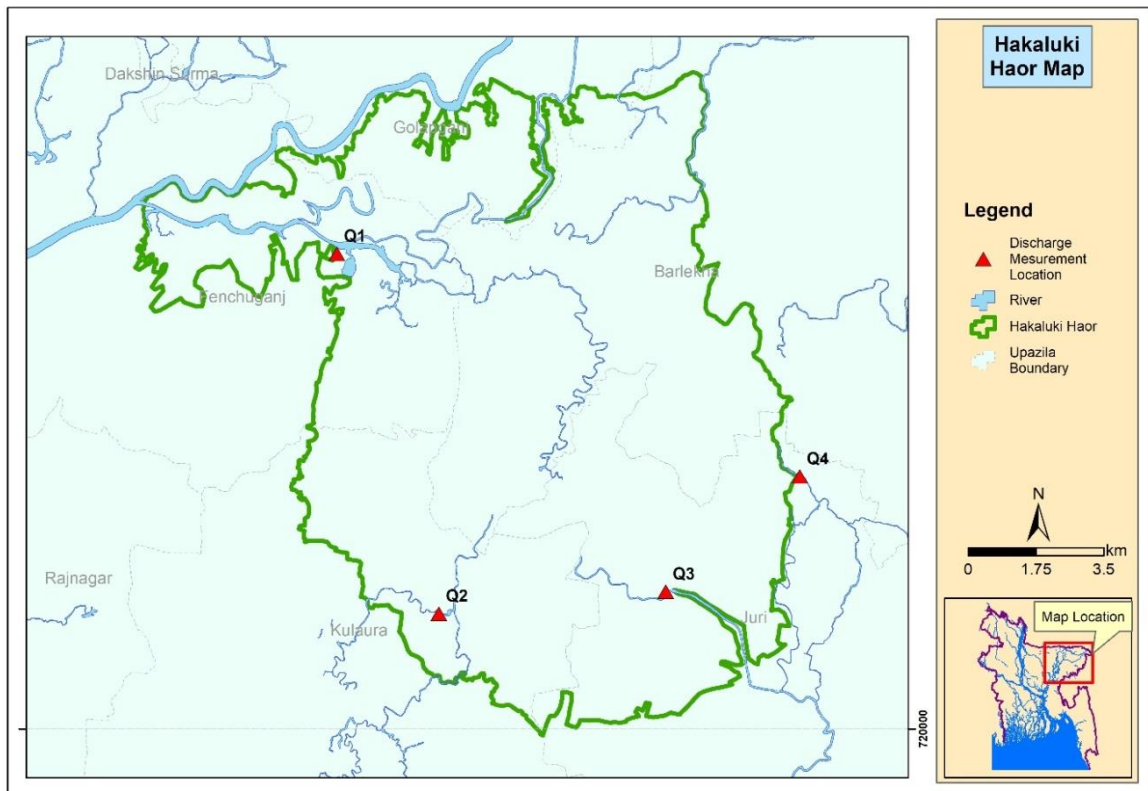 Hakaluki
Haor Map
Dakshin Surma
Golapganj
Q1
Barlekha
Fenchuganj
Q4
Rajnagar
Q2
Q3
Kulaura
Juri
720000
Legend
Discharge
Mesurement
Location
River
Hakaluki Haor
Upazila
Boundary
N
km
0 1.75 3.5
Map Location